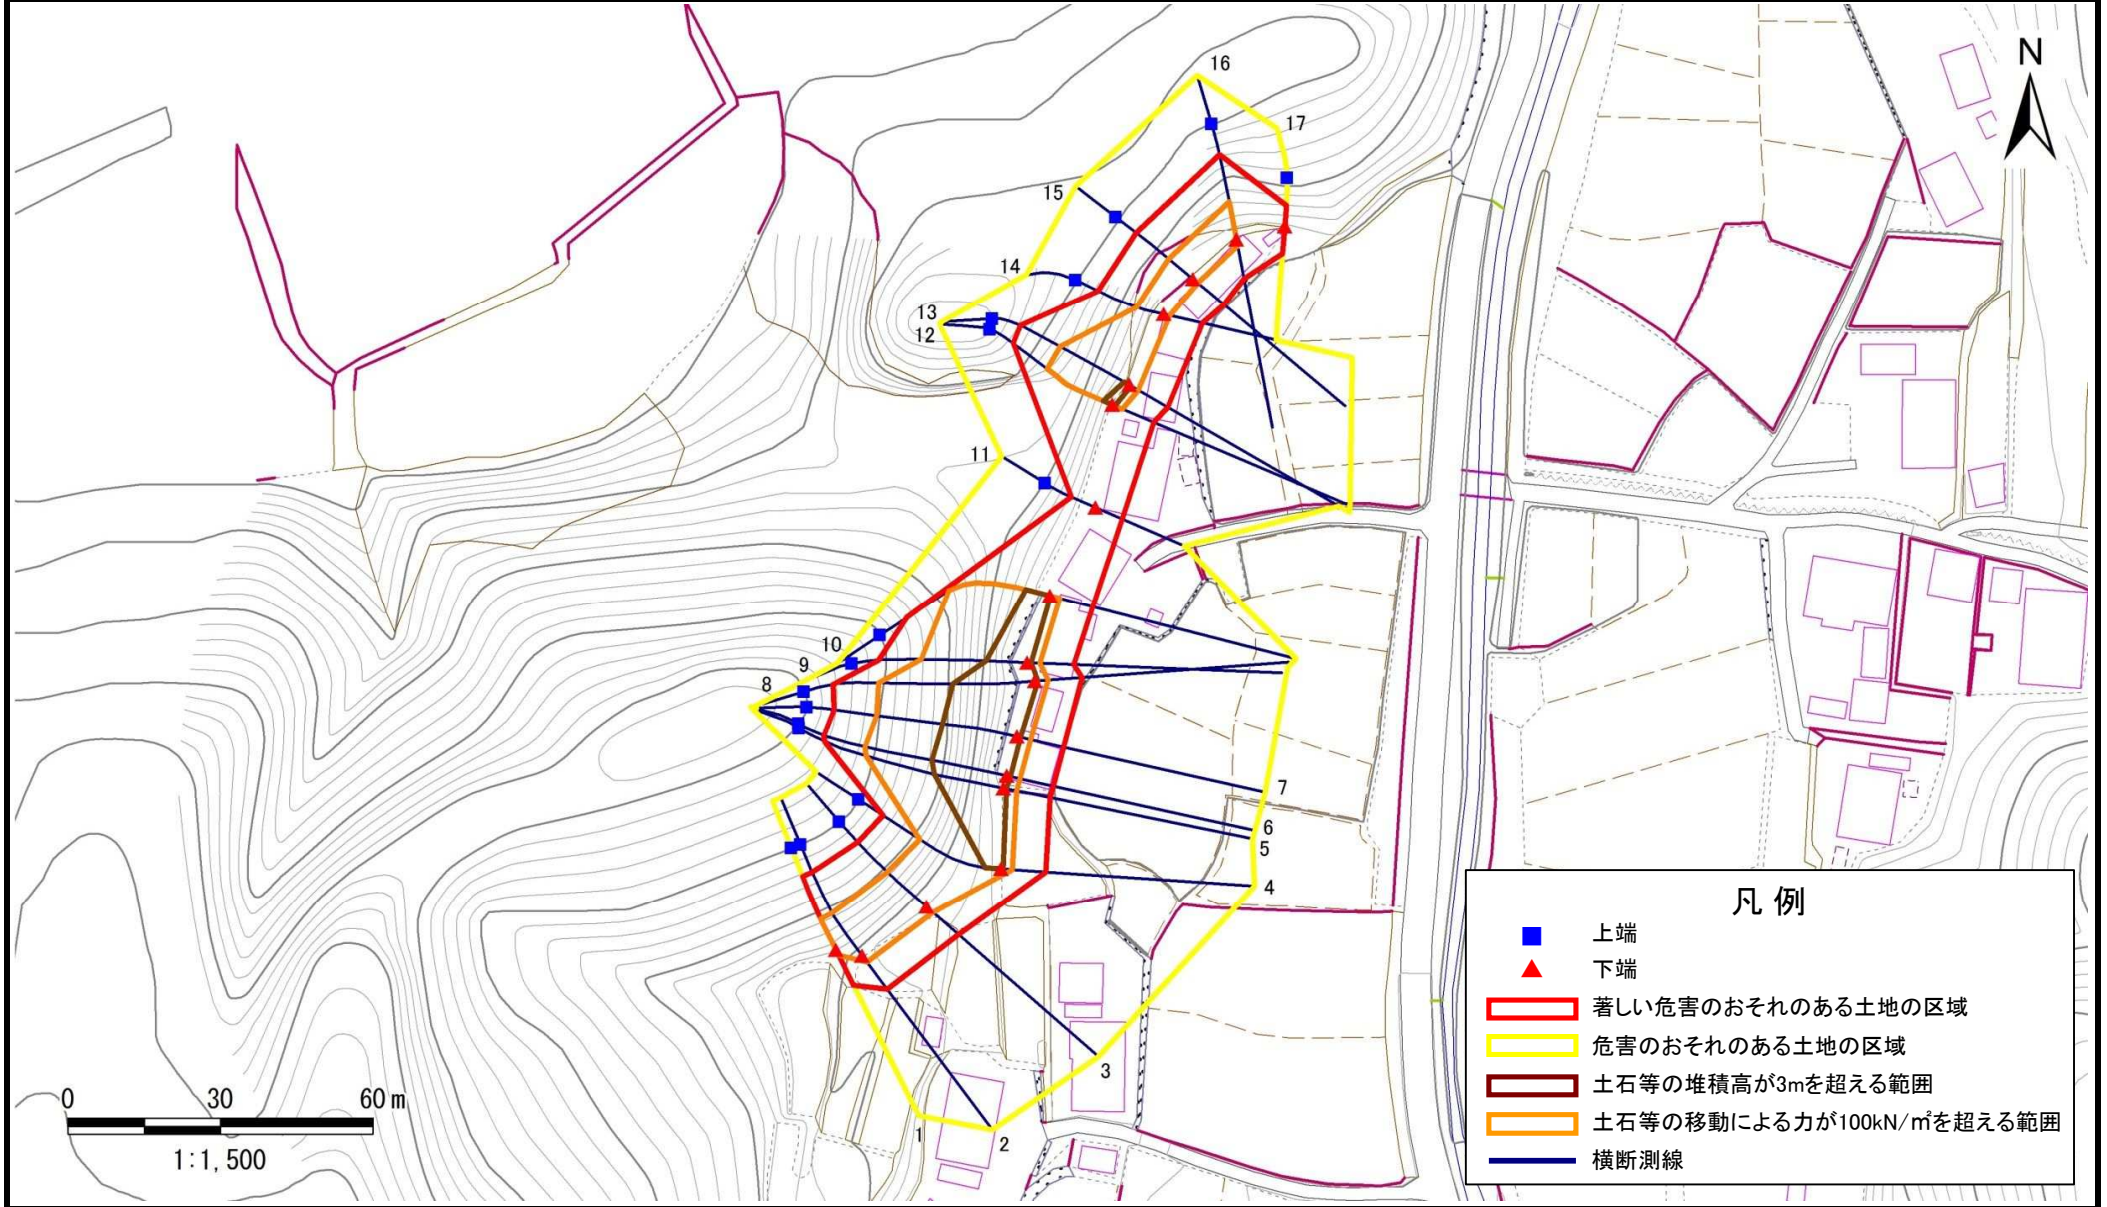 16
N
17
15
14
13
12
11
10
9
8
7
6
5
4
3
1
2
0 30 60m
1:1,500
凡例
上端
下端
著しい危害のおそれのある土地の区域
危害のおそれのある土地の区域
土石等の堆積高が3mを超える範囲
土石等の移動による力が100kN/㎡を超える範囲
横断測線